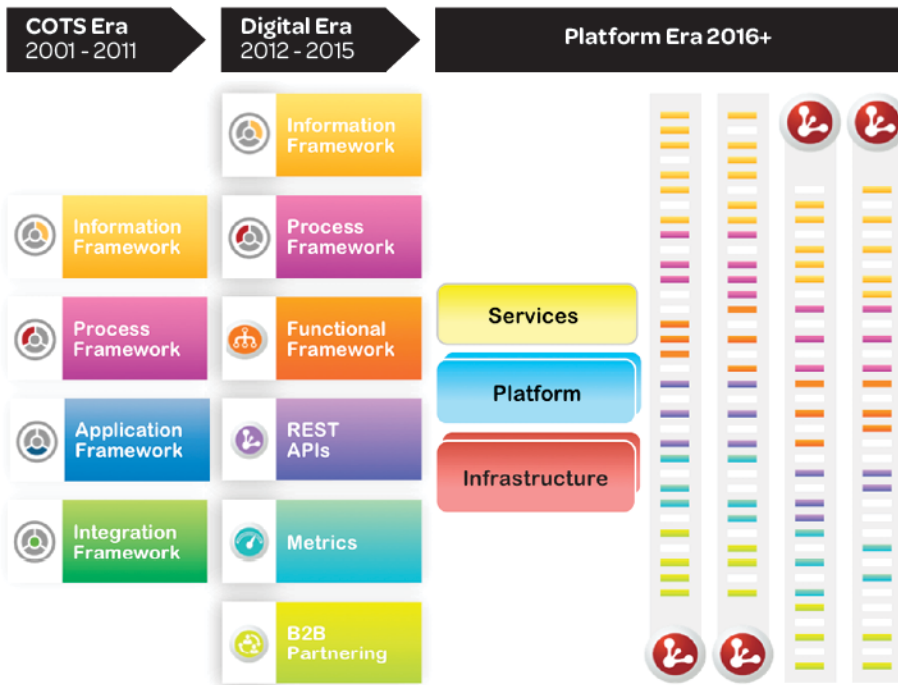 COTS Era
2001 - 2011
Digital Era
2012 - 2015
Platform Era 2016+
Information
Framework
Process
Framework
Application
Framework
Integration
Framework
Information
Framework
Process
Framework
Functional
Framework
REST
APIs
Metrics
B2B
Partnering
Services
Platform
Infrastructure